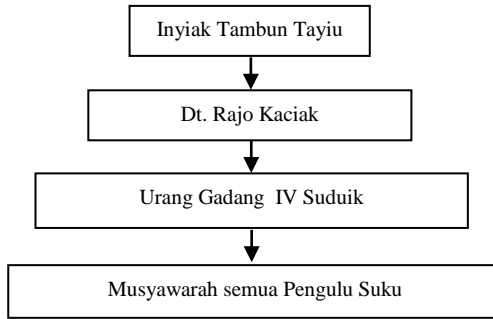 Inyiak Tambun Tayiu
Dt. Rajo Kaciak
Urang Gadang  IV Suduik
Musyawarah semua Pengulu Suku